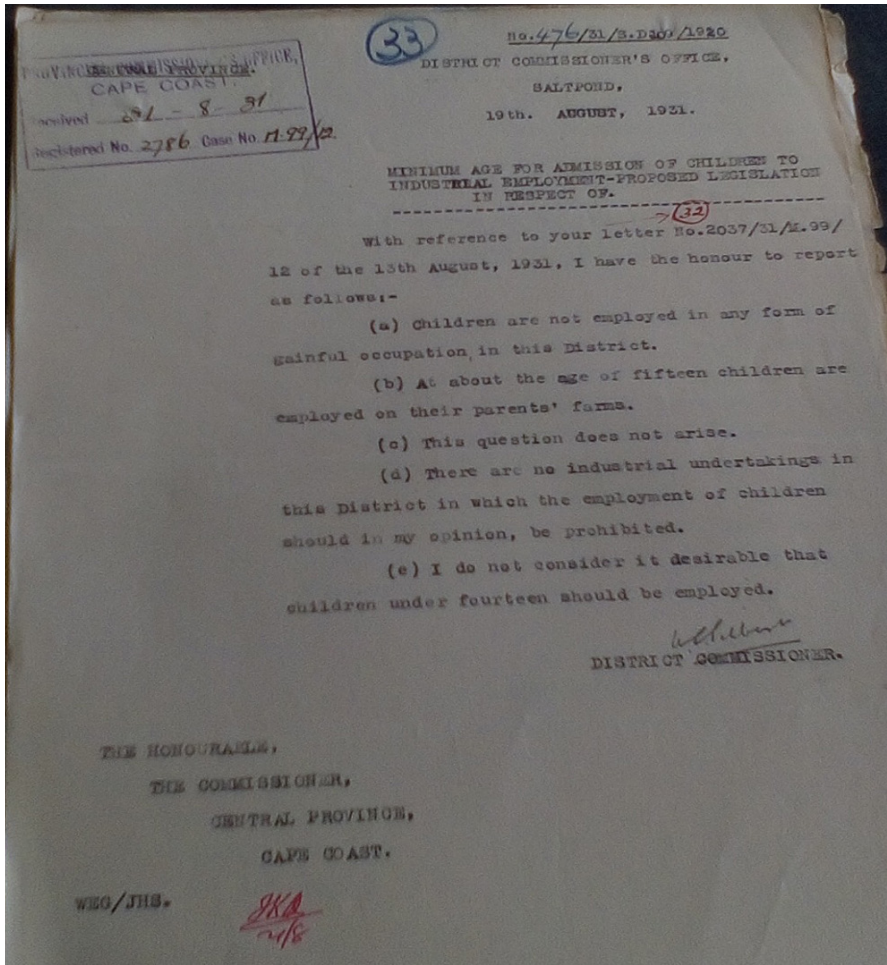 33
No.476/31/S.D201/1920
DISTRICT COMMISSIONER'S OFFICE,
SALTPOND,
19th. AUGUST, 1931.
CAPE COAST.
21 - 8 - 31
Registered No. 2786 Case No. M.99/12.
MINIMUM AGE FOR ADMISSION OF CHILDREN TO
INDUSTRIAL EMPLOYMENT-PROPOSED LEGISLATION
IN RESPECT OF.
32
With reference to your letter No.2037/31/M.99/
12 of the 13th August, 1931, I have the honour to report
as follows:-
(a) Children are not employed in any form of
gainful occupation in this District.
(b) At about the age of fifteen children are
employed on their parents' farms.
(c) This question does not arise.
(d) There are no industrial undertakings in
this District in which the employment of children
should in my opinion, be prohibited.
(e) I do not consider it desirable that
children under fourteen should be employed.
DISTRICT COMMISSIONER.
THE HONOURABLE,
THE COMMISSIONER,
CENTRAL PROVINCE,
CAPE COAST.
WEG/JHS.
21/8